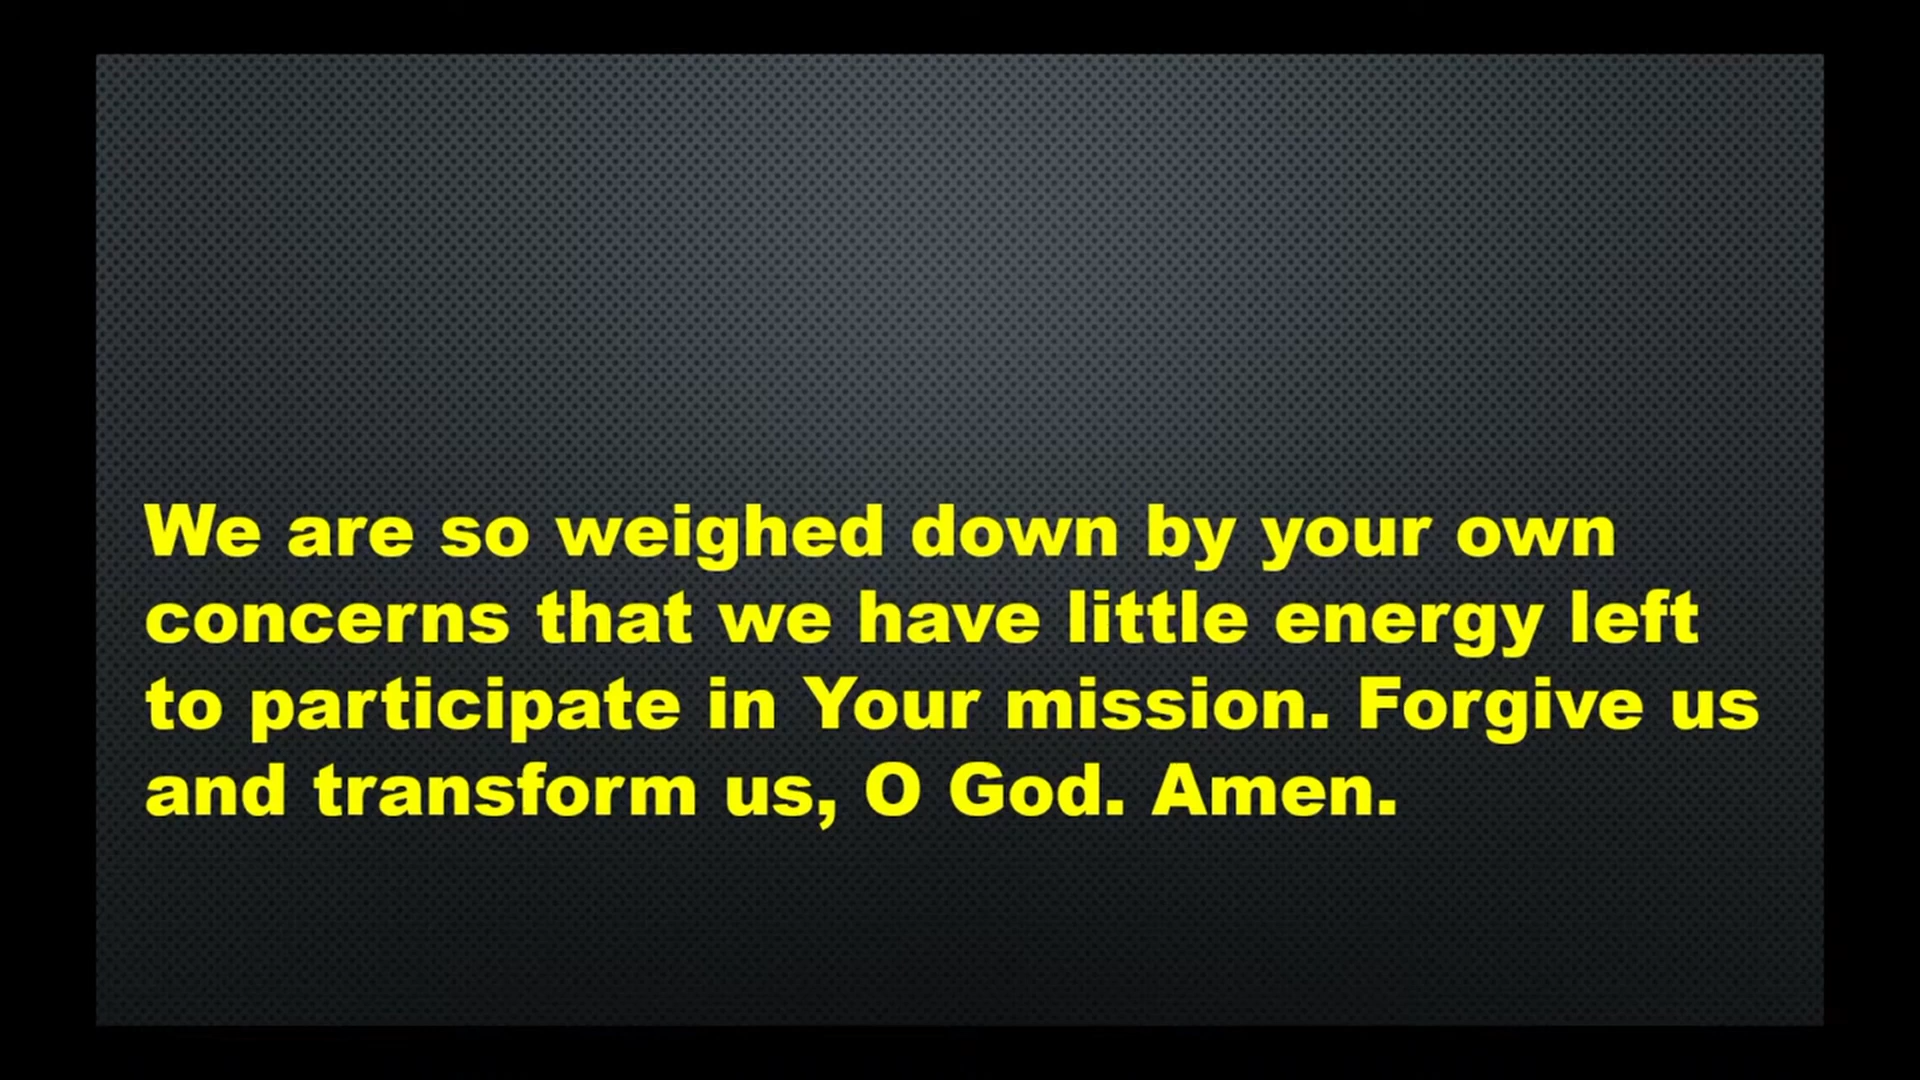 We are so weighed down by your own
concerns that we have little energy left
to participate in Your mission. Forgive us
and transform us, O God. Amen.